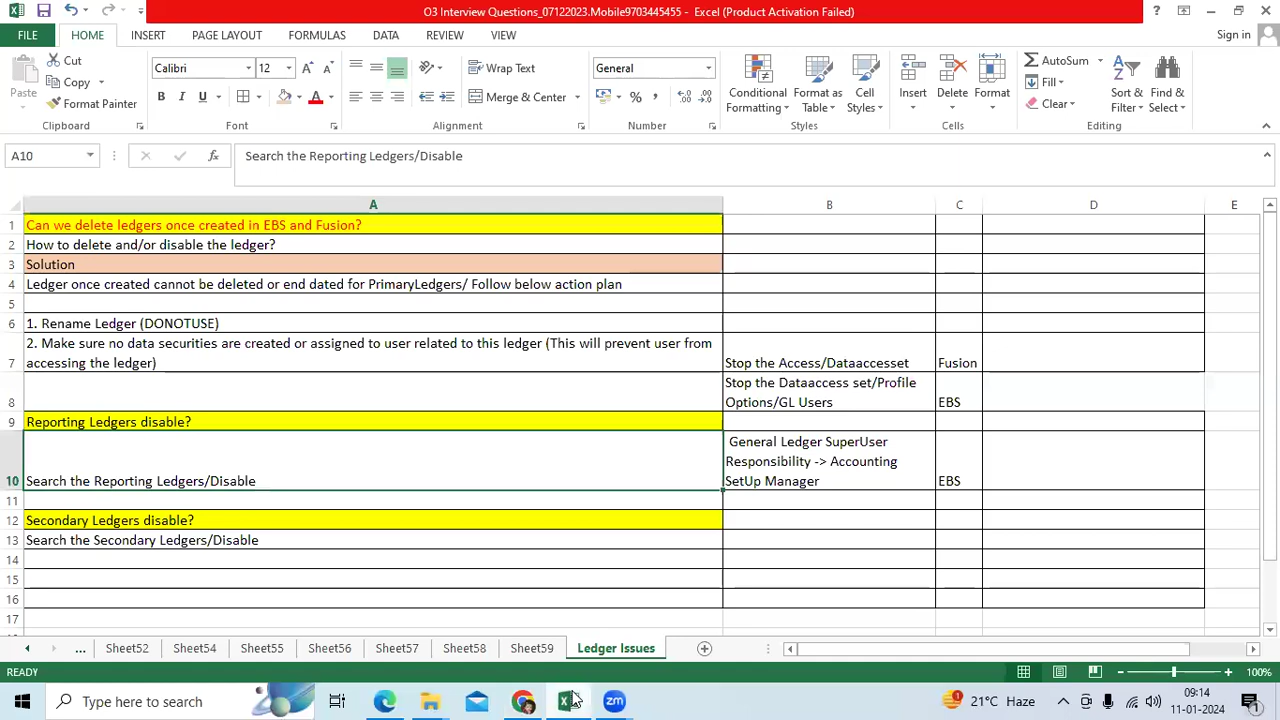 O3 Interview Questions_07122023.Mobile9703445455 - Excel (Product Activation Failed)
?
FILE HOME INSERT PAGE LAYOUT FORMULAS DATA REVIEW VIEW Sign in
Paste
Cut
Copy
Format Painter
Clipboard
Calibri 12
B I U
Font
Wrap Text
Merge & Center
Alignment
General
%
Number
Conditional Formatting
Format as Table
Cell Styles
Styles
Insert
Delete
Format
Cells
AutoSum
Fill
Clear
Sort & Filter
Find & Select
Editing
A10 fx Search the Reporting Ledgers/Disable
A B C D E
1 Can we delete ledgers once created in EBS and Fusion?
2 How to delete and/or disable the ledger?
3 Solution
4 Ledger once created cannot be deleted or end dated for PrimaryLedgers/ Follow below action plan
5
6 1. Rename Ledger (DONOTUSE)
2. Make sure no data securities are created or assigned to user related to this ledger (This will prevent user from
7 accessing the ledger) Stop the Access/Dataaccesset Fusion
Stop the Dataaccess set/Profile
8 Options/GL Users EBS
9 Reporting Ledgers disable?
General Ledger SuperUser
Responsibility -> Accounting
10 Search the Reporting Ledgers/Disable SetUp Manager EBS
11
12 Secondary Ledgers disable?
13 Search the Secondary Ledgers/Disable
14
15
16
17
... Sheet52 Sheet54 Sheet55 Sheet56 Sheet57 Sheet58 Sheet59 Ledger Issues
READY 100%
Type here to search 21°C Haze 09:14
11-01-2024